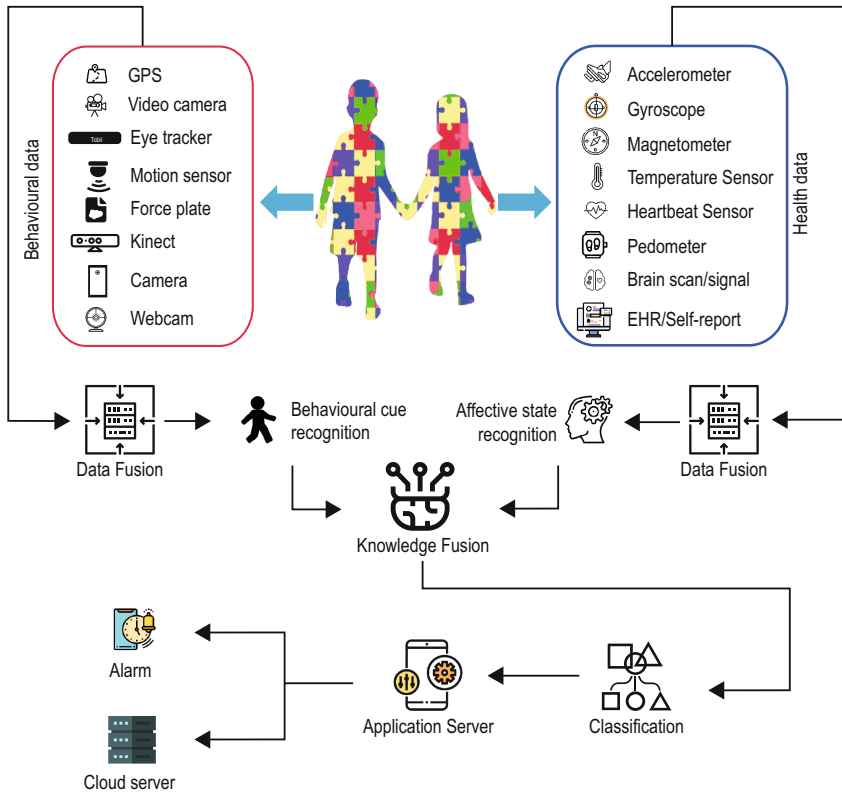 Behavioural data
GPS
Video camera
Tobii
Eye tracker
Motion sensor
Force plate
Kinect
Camera
Webcam
Accelerometer
Gyroscope
Magnetometer
Temperature Sensor
Heartbeat Sensor
Pedometer
Brain scan/signal
EHR/Self-report
Health data
Data Fusion
Behavioural cue
recognition
Affective state
recognition
Data Fusion
Knowledge Fusion
Alarm
Application Server
Classification
Cloud server